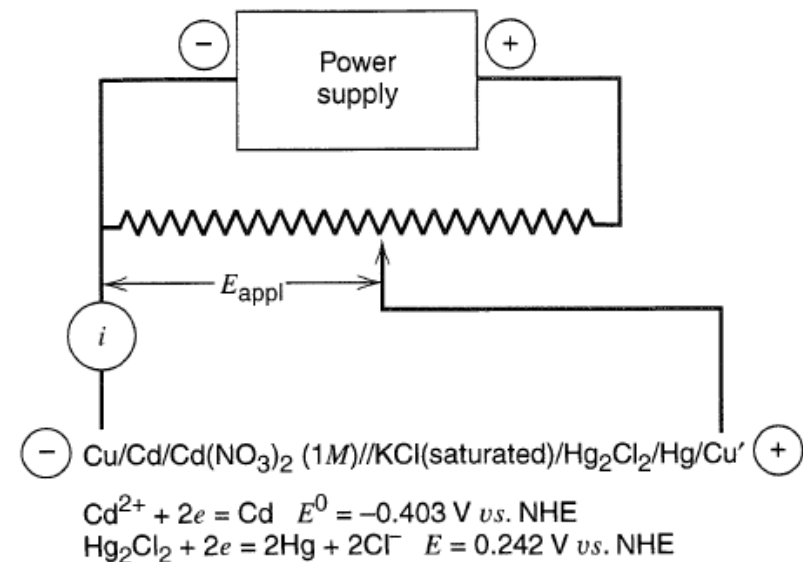 − Power supply +
E_appl
i
− Cu/Cd/Cd(NO₃)₂ (1M)//KCl(saturated)/Hg₂Cl₂/Hg/Cu′ +
Cd²⁺ + 2e = Cd E⁰ = −0.403 V vs. NHE
Hg₂Cl₂ + 2e = 2Hg + 2Cl⁻ E = 0.242 V vs. NHE